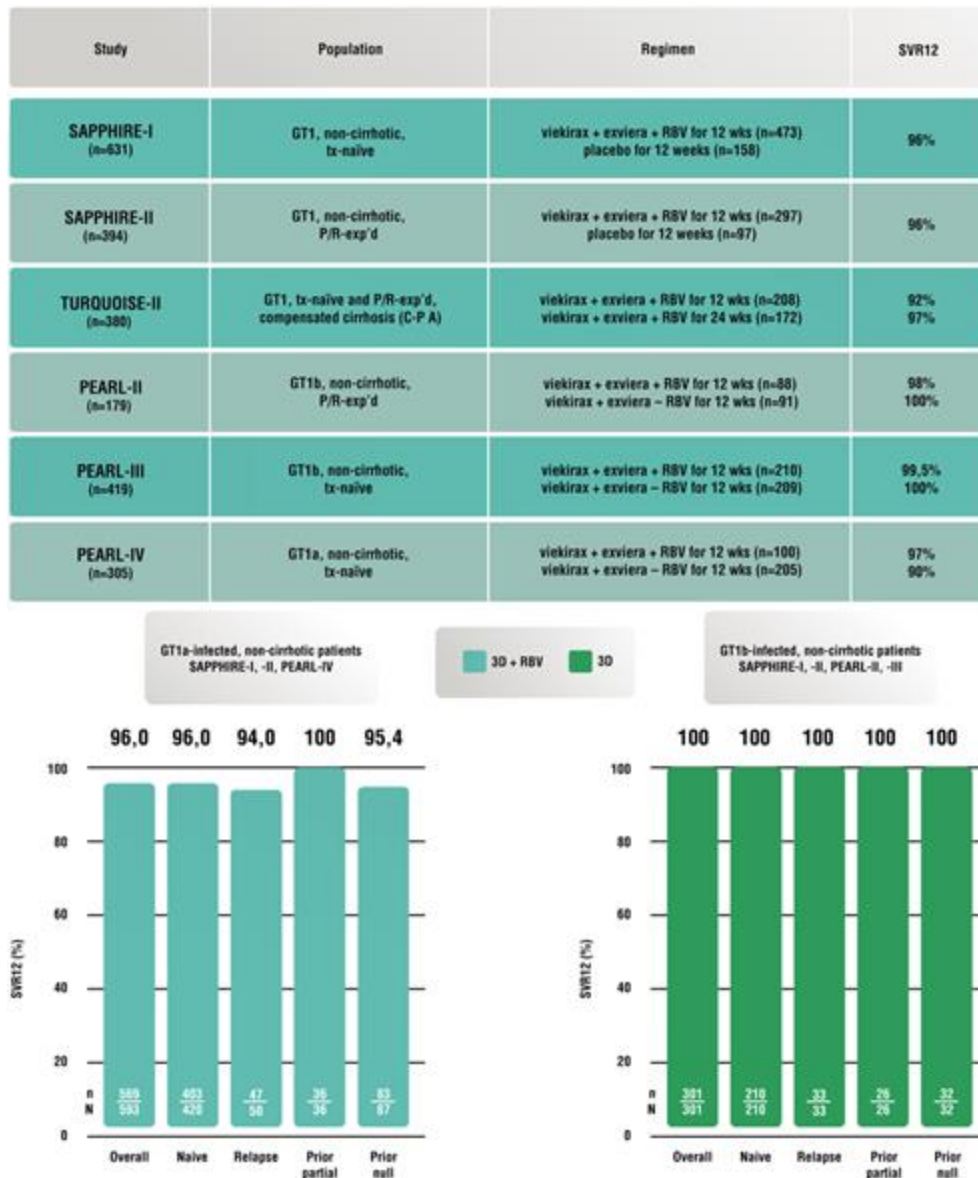 Study Population Regimen SVR12
SAPPHIRE-I
(n=631)
GT1, non-cirrhotic,
tx-naïve
viekirax + exviera + RBV for 12 wks (n=473)
placebo for 12 weeks (n=158)
96%
SAPPHIRE-II
(n=394)
GT1, non-cirrhotic,
P/R-exp'd
viekirax + exviera + RBV for 12 wks (n=297)
placebo for 12 weeks (n=97)
96%
TURQUOISE-II
(n=380)
GT1, tx-naïve and P/R-exp'd,
compensated cirrhosis (C-P A)
viekirax + exviera + RBV for 12 wks (n=208)
viekirax + exviera + RBV for 24 wks (n=172)
92%
97%
PEARL-II
(n=179)
GT1b, non-cirrhotic,
P/R-exp'd
viekirax + exviera + RBV for 12 wks (n=88)
viekirax + exviera – RBV for 12 wks (n=91)
98%
100%
PEARL-III
(n=419)
GT1b, non-cirrhotic,
tx-naïve
viekirax + exviera + RBV for 12 wks (n=210)
viekirax + exviera – RBV for 12 wks (n=209)
99,5%
100%
PEARL-IV
(n=305)
GT1a, non-cirrhotic,
tx-naïve
viekirax + exviera + RBV for 12 wks (n=100)
viekirax + exviera – RBV for 12 wks (n=205)
97%
90%
GT1a-infected, non-cirrhotic patients
SAPPHIRE-I, -II, PEARL-IV
3D + RBV 3D
GT1b-infected, non-cirrhotic patients
SAPPHIRE-I, -II, PEARL-II, -III
96,0 96,0 94,0 100 95,4
100
80
60
40
20
0
SVR12 (%)
n 569 403 47 36 83
N 593 420 50 36 87
Overall Naive Relapse Prior partial Prior null
100 100 100 100 100
100
80
60
40
20
0
SVR12 (%)
n 301 210 33 26 32
N 301 210 33 26 32
Overall Naive Relapse Prior partial Prior null